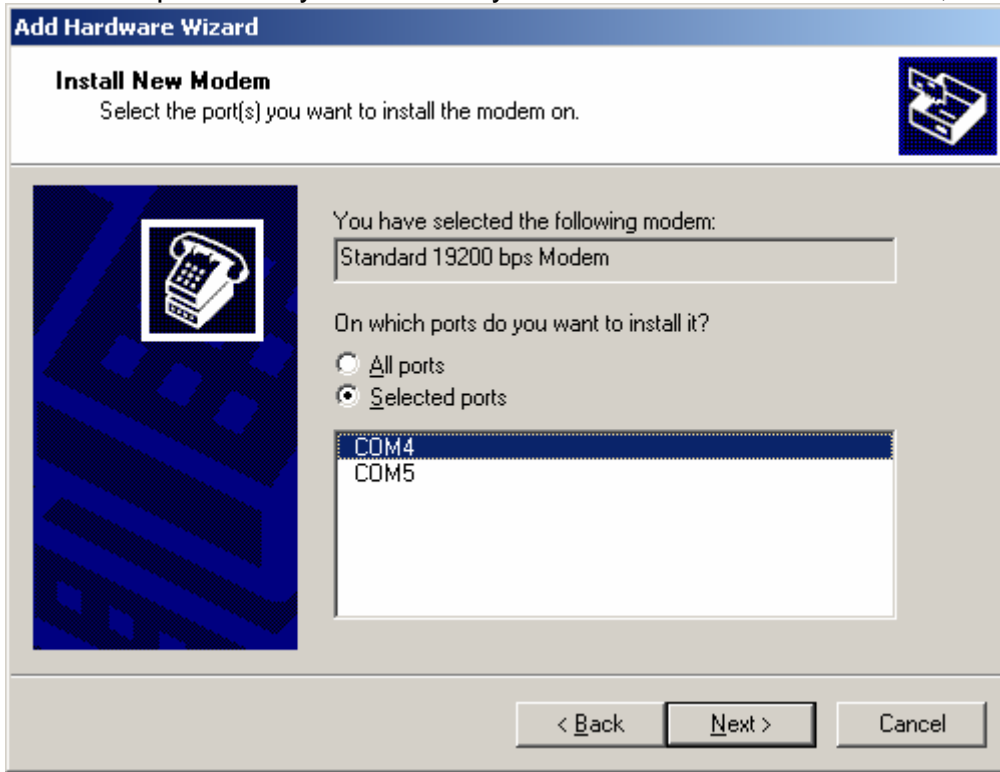 Add Hardware Wizard
Install New Modem
Select the port(s) you want to install the modem on.
You have selected the following modem:
Standard 19200 bps Modem
On which ports do you want to install it?
All ports
Selected ports
COM4
COM5
< Back
Next >
Cancel